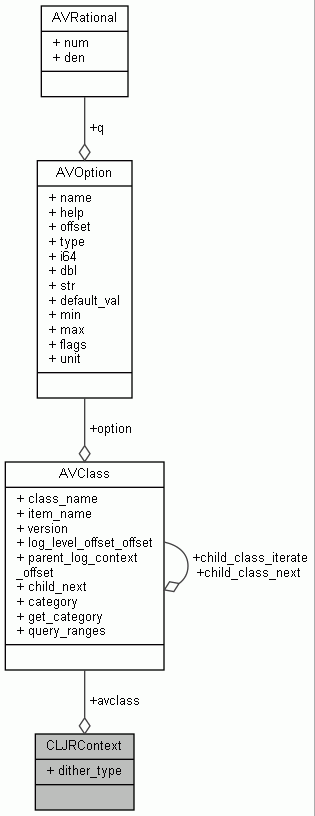 AVRational
+ num
+ den
+q
AVOption
+ name
+ help
+ offset
+ type
+ i64
+ dbl
+ str
+ default_val
+ min
+ max
+ flags
+ unit
+option
AVClass
+ class_name
+ item_name
+ version
+ log_level_offset_offset
+ parent_log_context
_offset
+ child_next
+ category
+ get_category
+ query_ranges
+child_class_iterate
+child_class_next
+avclass
CLJRContext
+ dither_type